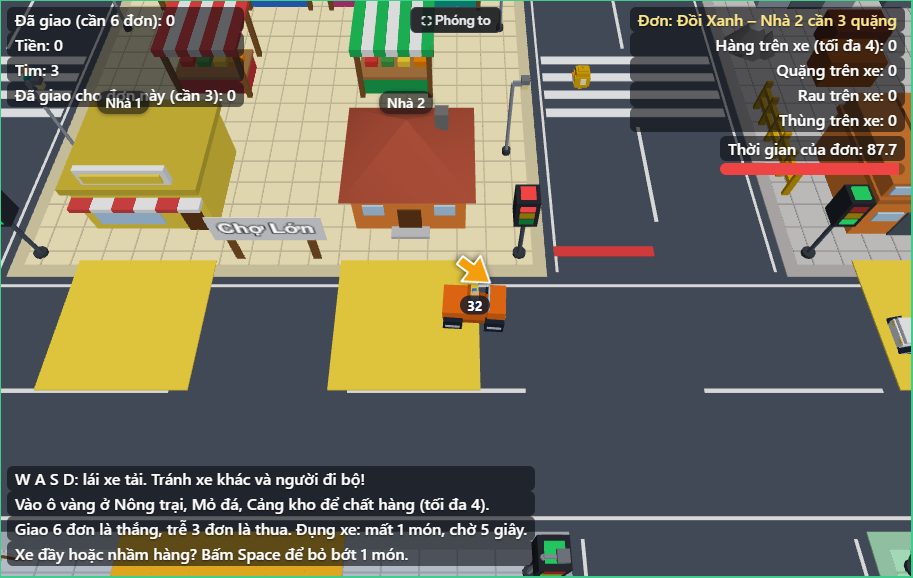 Đã giao (cần 6 đơn): 0
Tiền: 0
Tim: 3
Đã giao cho đơn này (cần 3): 0
Phóng to
Đơn: Đồi Xanh – Nhà 2 cần 3 quặng
Hàng trên xe (tối đa 4): 0
Quặng trên xe: 0
Rau trên xe: 0
Thùng trên xe: 0
Thời gian của đơn: 87.7
Nhà 1
Nhà 2
Chợ Lớn
32
W A S D: lái xe tải. Tránh xe khác và người đi bộ!
Vào ô vàng ở Nông trại, Mỏ đá, Cảng kho để chất hàng (tối đa 4).
Giao 6 đơn là thắng, trễ 3 đơn là thua. Đụng xe: mất 1 món, chờ 5 giây.
Xe đầy hoặc nhầm hàng? Bấm Space để bỏ bớt 1 món.